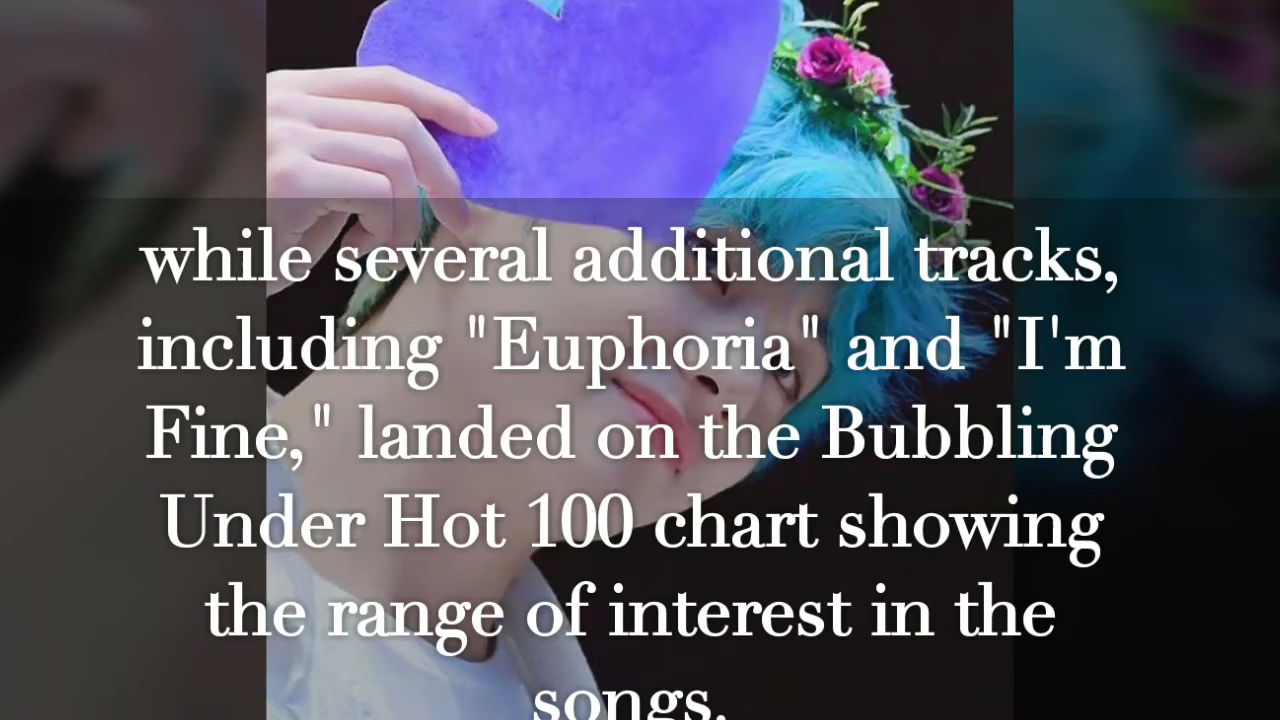 while several additional tracks,
including "Euphoria" and "I'm
Fine," landed on the Bubbling
Under Hot 100 chart showing
the range of interest in the
songs.